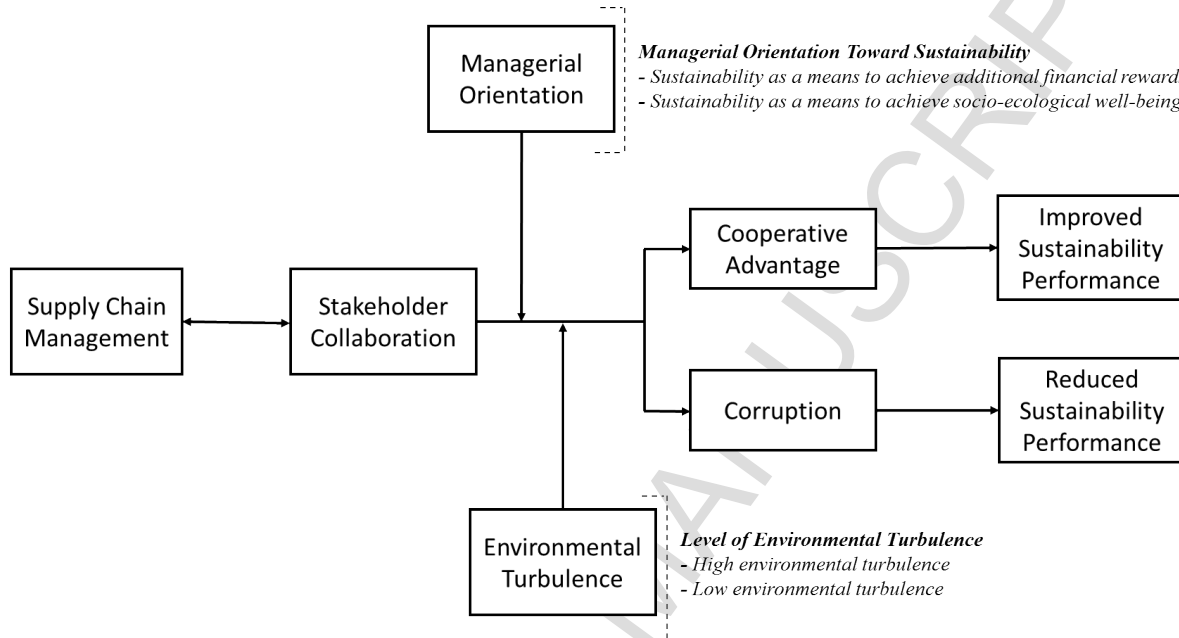 Managerial
Orientation
Managerial Orientation Toward Sustainability
- Sustainability as a means to achieve additional financial reward
- Sustainability as a means to achieve socio-ecological well-being
Supply Chain
Management
Stakeholder
Collaboration
Cooperative
Advantage
Improved
Sustainability
Performance
Corruption
Reduced
Sustainability
Performance
Environmental
Turbulence
Level of Environmental Turbulence
- High environmental turbulence
- Low environmental turbulence